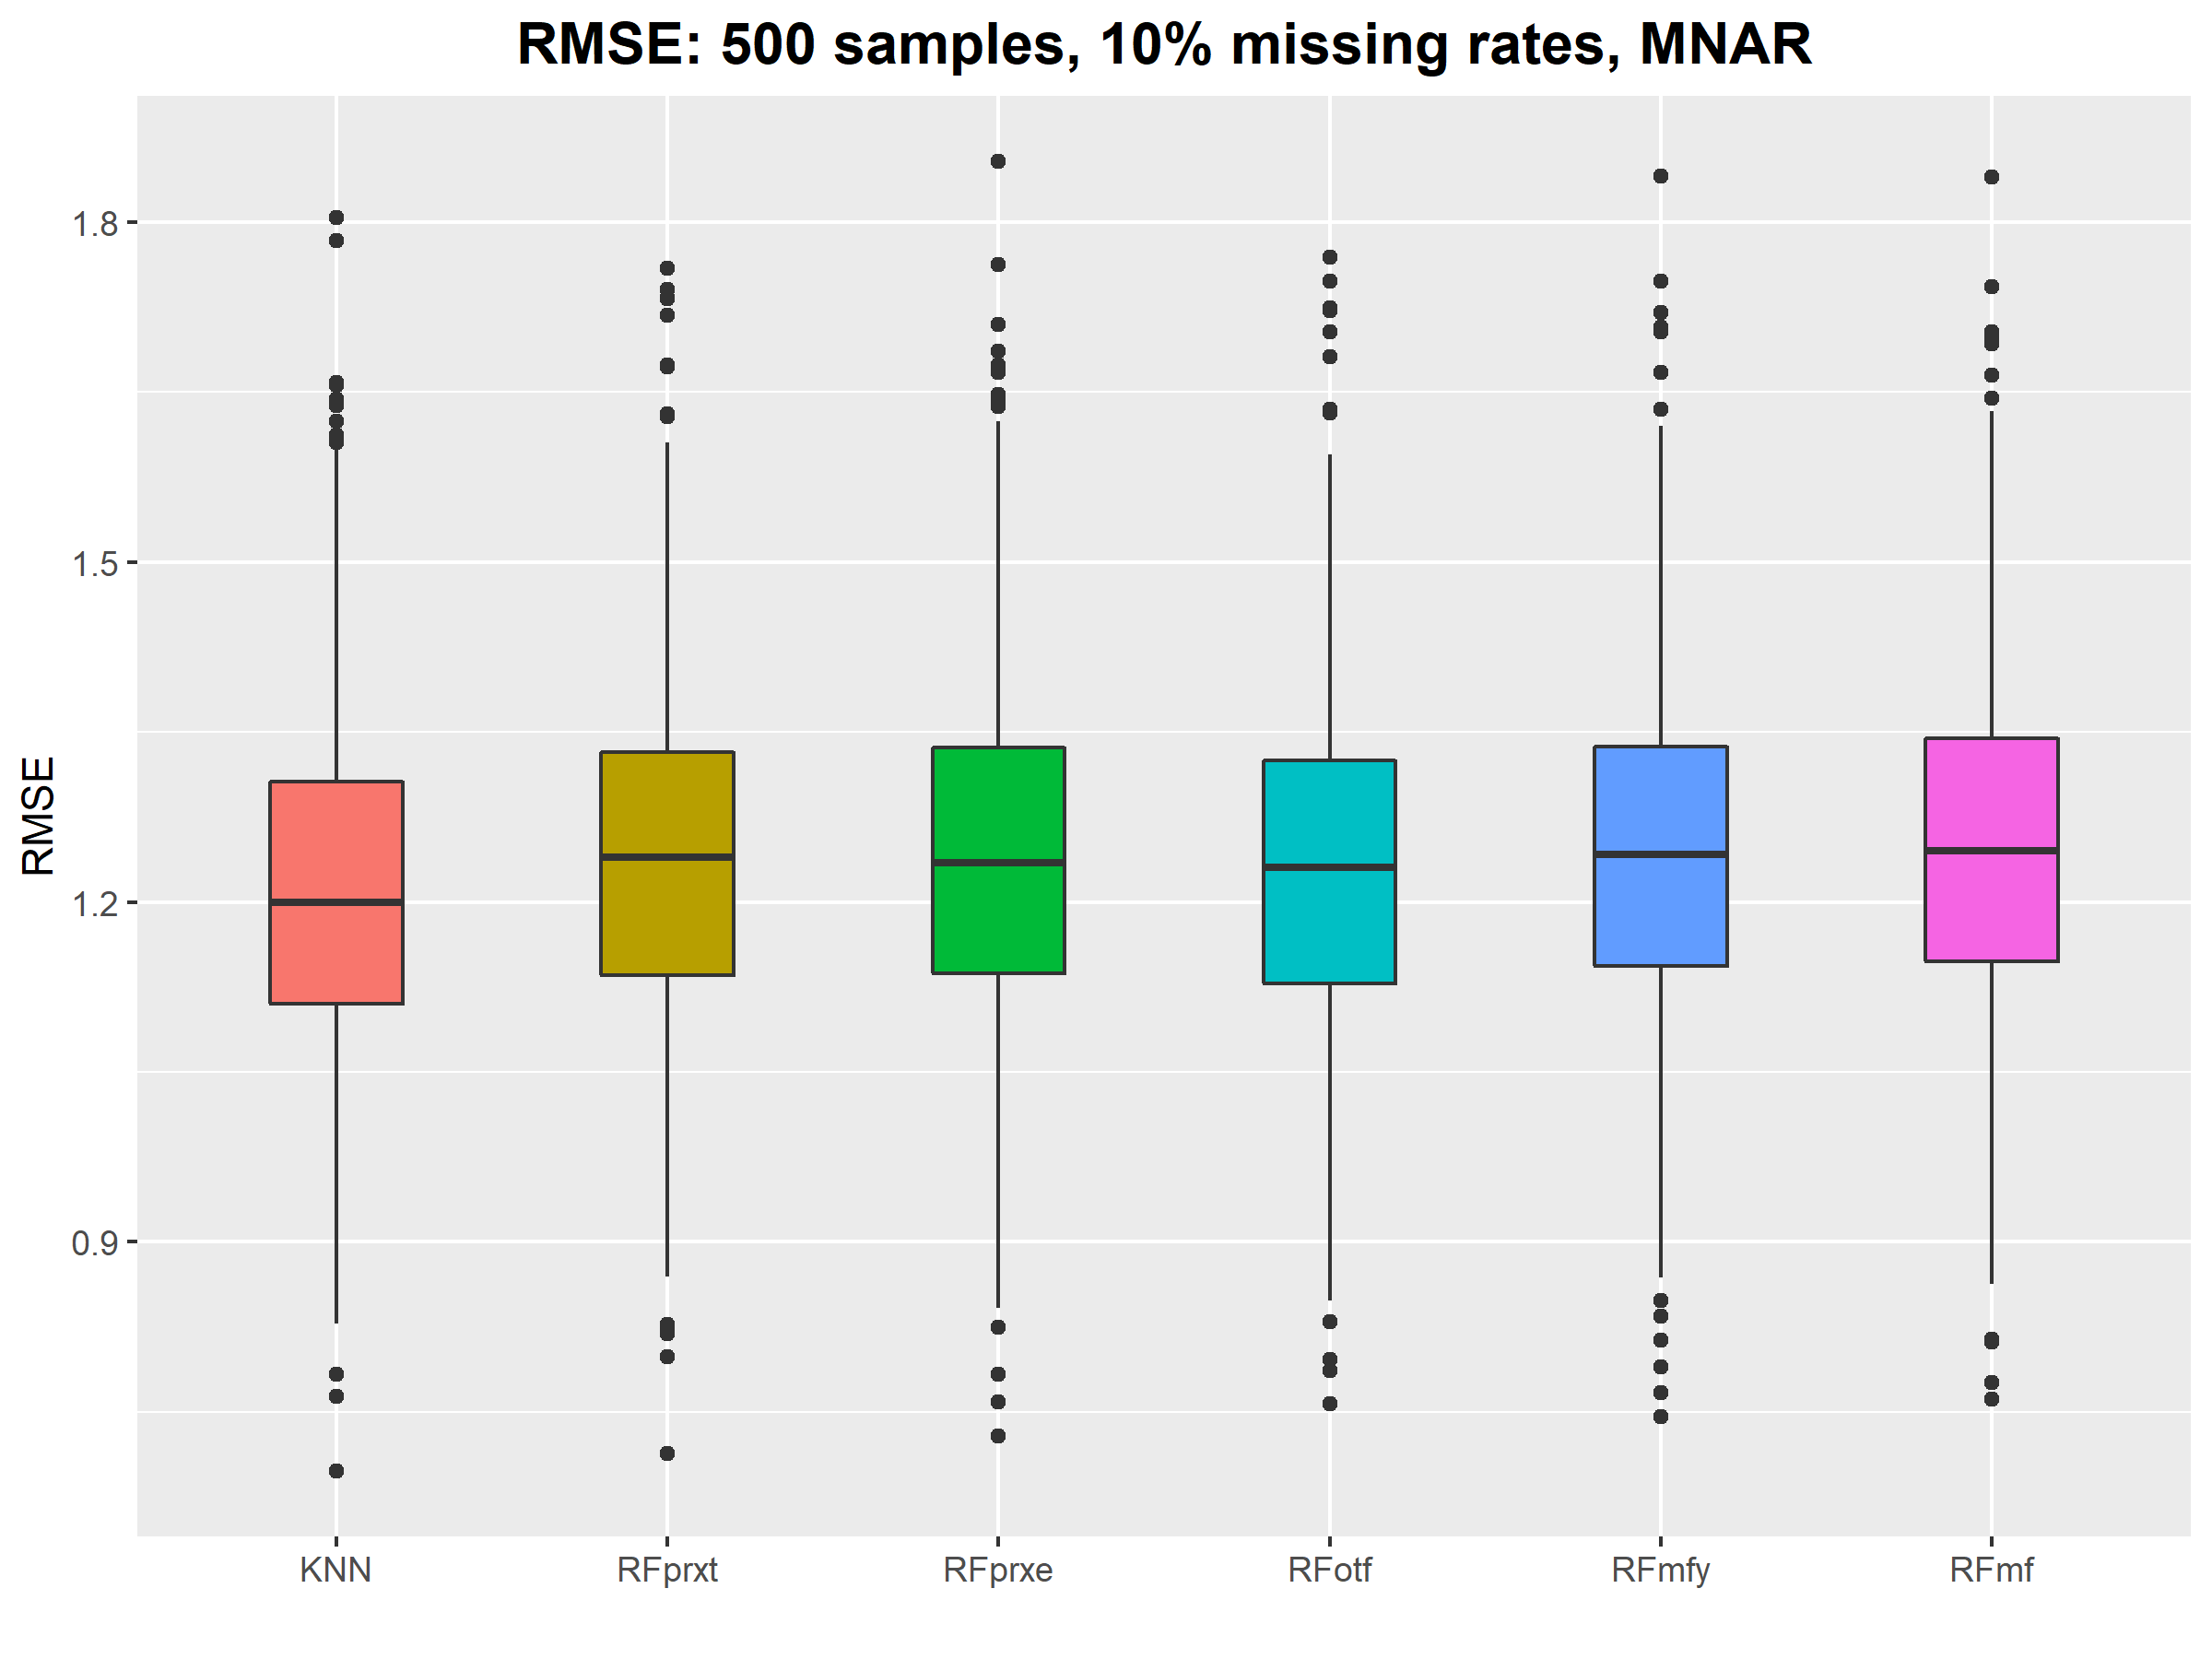 RMSE: 500 samples, 10% missing rates, MNAR
RMSE
1.8
1.5
1.2
0.9
KNN RFprxt RFprxe RFotf RFmfy RFmf